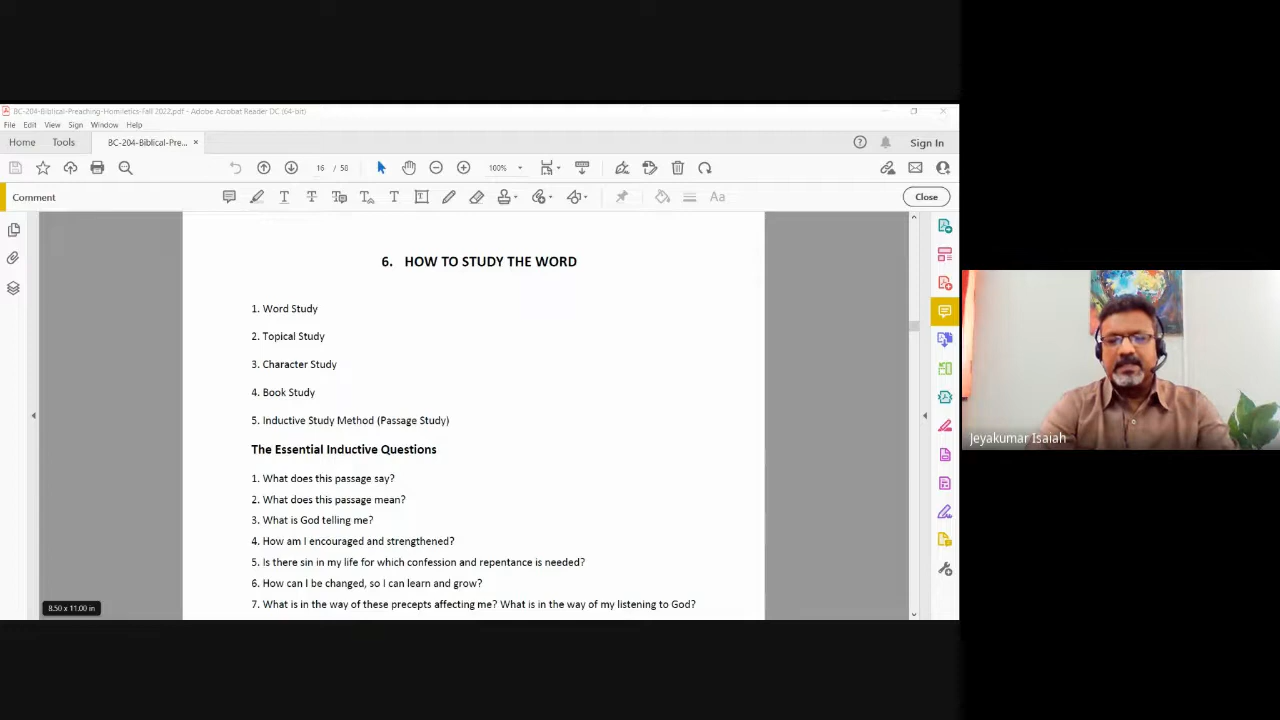 BC-204-Biblical-Preaching-Homiletics-Fall 2022.pdf - Adobe Acrobat Reader DC (64-bit)
File Edit View Sign Window Help
Home Tools BC-204-Biblical-Pre... × Sign In
16 / 58 100%
Comment Aa Close
6. HOW TO STUDY THE WORD
1. Word Study
2. Topical Study
3. Character Study
4. Book Study
5. Inductive Study Method (Passage Study)
The Essential Inductive Questions
1. What does this passage say?
2. What does this passage mean?
3. What is God telling me?
4. How am I encouraged and strengthened?
5. Is there sin in my life for which confession and repentance is needed?
6. How can I be changed, so I can learn and grow?
7. What is in the way of these precepts affecting me? What is in the way of my listening to God?
8.50 x 11.00 in
Jeyakumar Isaiah